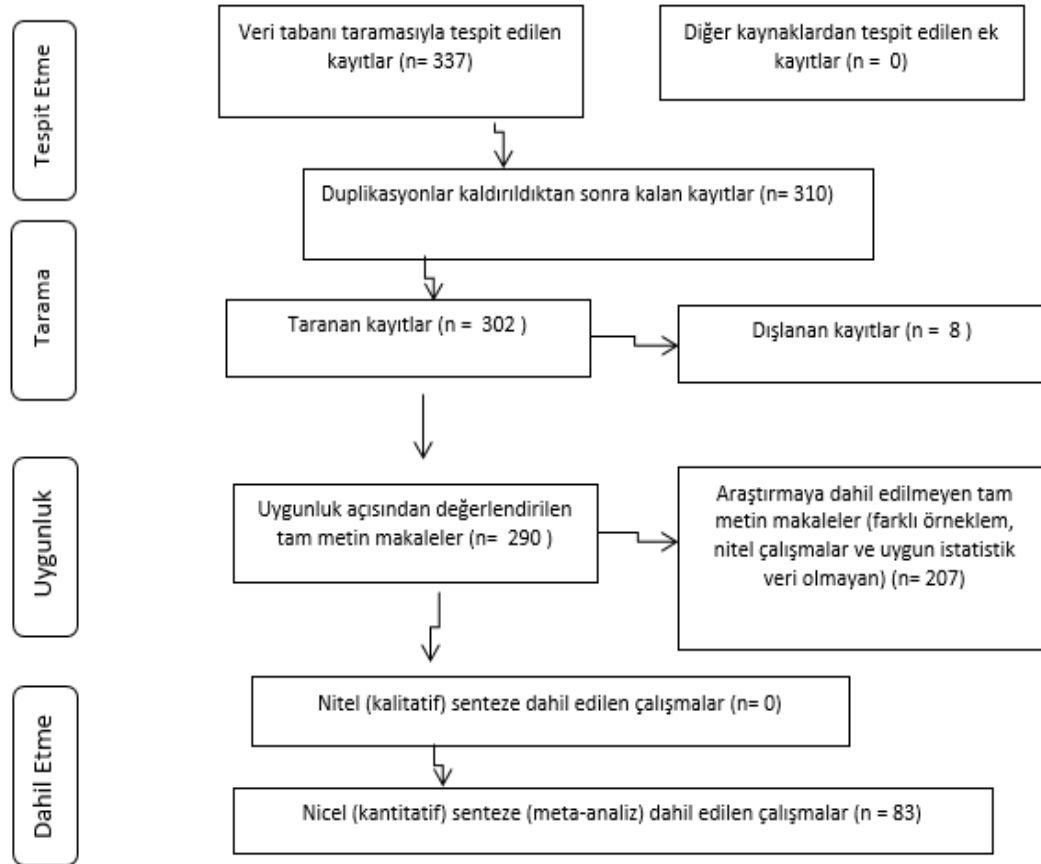 Tespit Etme
Veri tabanı taramasıyla tespit edilen
kayıtlar (n= 337)
Diğer kaynaklardan tespit edilen ek
kayıtlar (n = 0)
Duplikasyonlar kaldırıldıktan sonra kalan kayıtlar (n= 310)
Tarama
Taranan kayıtlar (n = 302 )
Dışlanan kayıtlar (n = 8 )
Uygunluk
Uygunluk açısından değerlendirilen
tam metin makaleler (n= 290 )
Araştırmaya dahil edilmeyen tam
metin makaleler (farklı örneklem,
nitel çalışmalar ve uygun istatistik
veri olmayan) (n= 207)
Dahil Etme
Nitel (kalitatif) senteze dahil edilen çalışmalar (n= 0)
Nicel (kantitatif) senteze (meta-analiz) dahil edilen çalışmalar (n = 83)